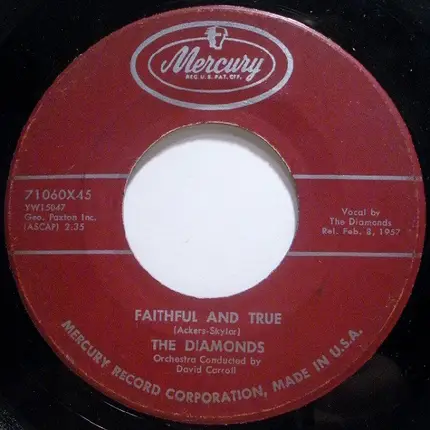 Mercury
REG. U.S. PAT. OFF.
71060X45
YW15047
Geo. Paxton Inc.
(ASCAP) 2:35
Vocal by
The Diamonds
Rel. Feb. 8, 1957
FAITHFUL AND TRUE
(Ackers-Skylar)
THE DIAMONDS
Orchestra Conducted by
David Carroll
MERCURY RECORD CORPORATION, MADE IN U.S.A.